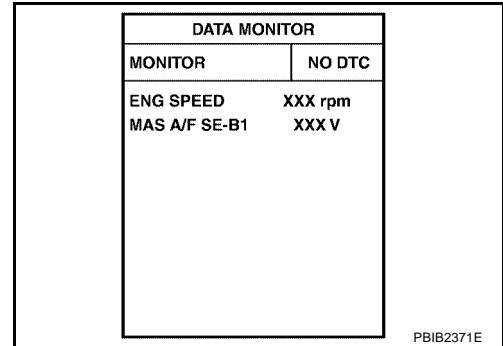 DATA MONITOR
MONITOR NO DTC
ENG SPEED XXX rpm
MAS A/F SE-B1 XXX V
PBIB2371E